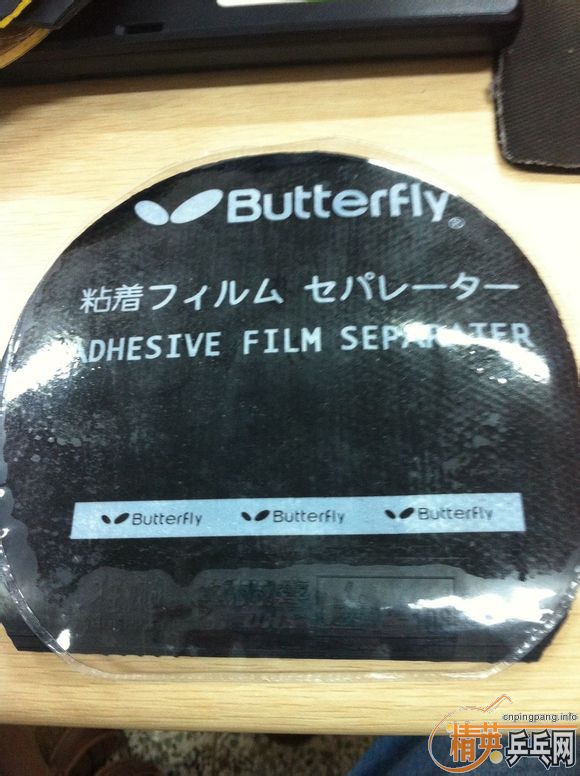 Butterfly®
粘着フィルム セパレーター
ADHESIVE FILM SEPARATER
Butterfly Butterfly Butterfly
cnpingpang.info
精英乒乓网